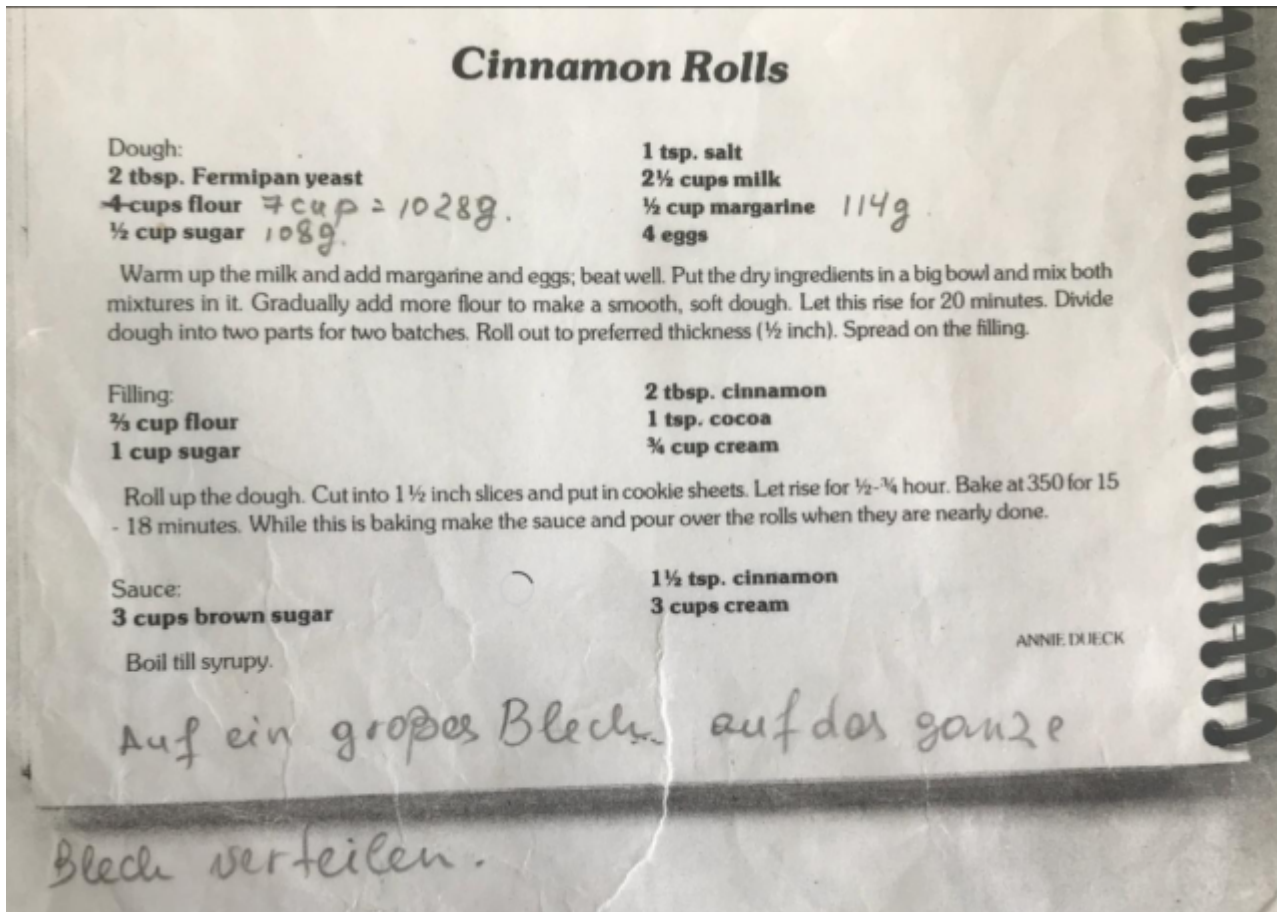 Cinnamon Rolls
Dough:
2 tbsp. Fermipan yeast
4 cups flour 7 cup = 1028g.
½ cup sugar 108g.
1 tsp. salt
2½ cups milk
½ cup margarine 114g
4 eggs
Warm up the milk and add margarine and eggs; beat well. Put the dry ingredients in a big bowl and mix both
mixtures in it. Gradually add more flour to make a smooth, soft dough. Let this rise for 20 minutes. Divide
dough into two parts for two batches. Roll out to preferred thickness (½ inch). Spread on the filling.
Filling:
⅔ cup flour
1 cup sugar
2 tbsp. cinnamon
1 tsp. cocoa
¾ cup cream
Roll up the dough. Cut into 1½ inch slices and put in cookie sheets. Let rise for ½-¾ hour. Bake at 350 for 15
- 18 minutes. While this is baking make the sauce and pour over the rolls when they are nearly done.
Sauce:
3 cups brown sugar
1½ tsp. cinnamon
3 cups cream
ANNIE DUECK
Boil till syrupy.
Auf ein großes Blech auf das ganze
Blech verteilen.